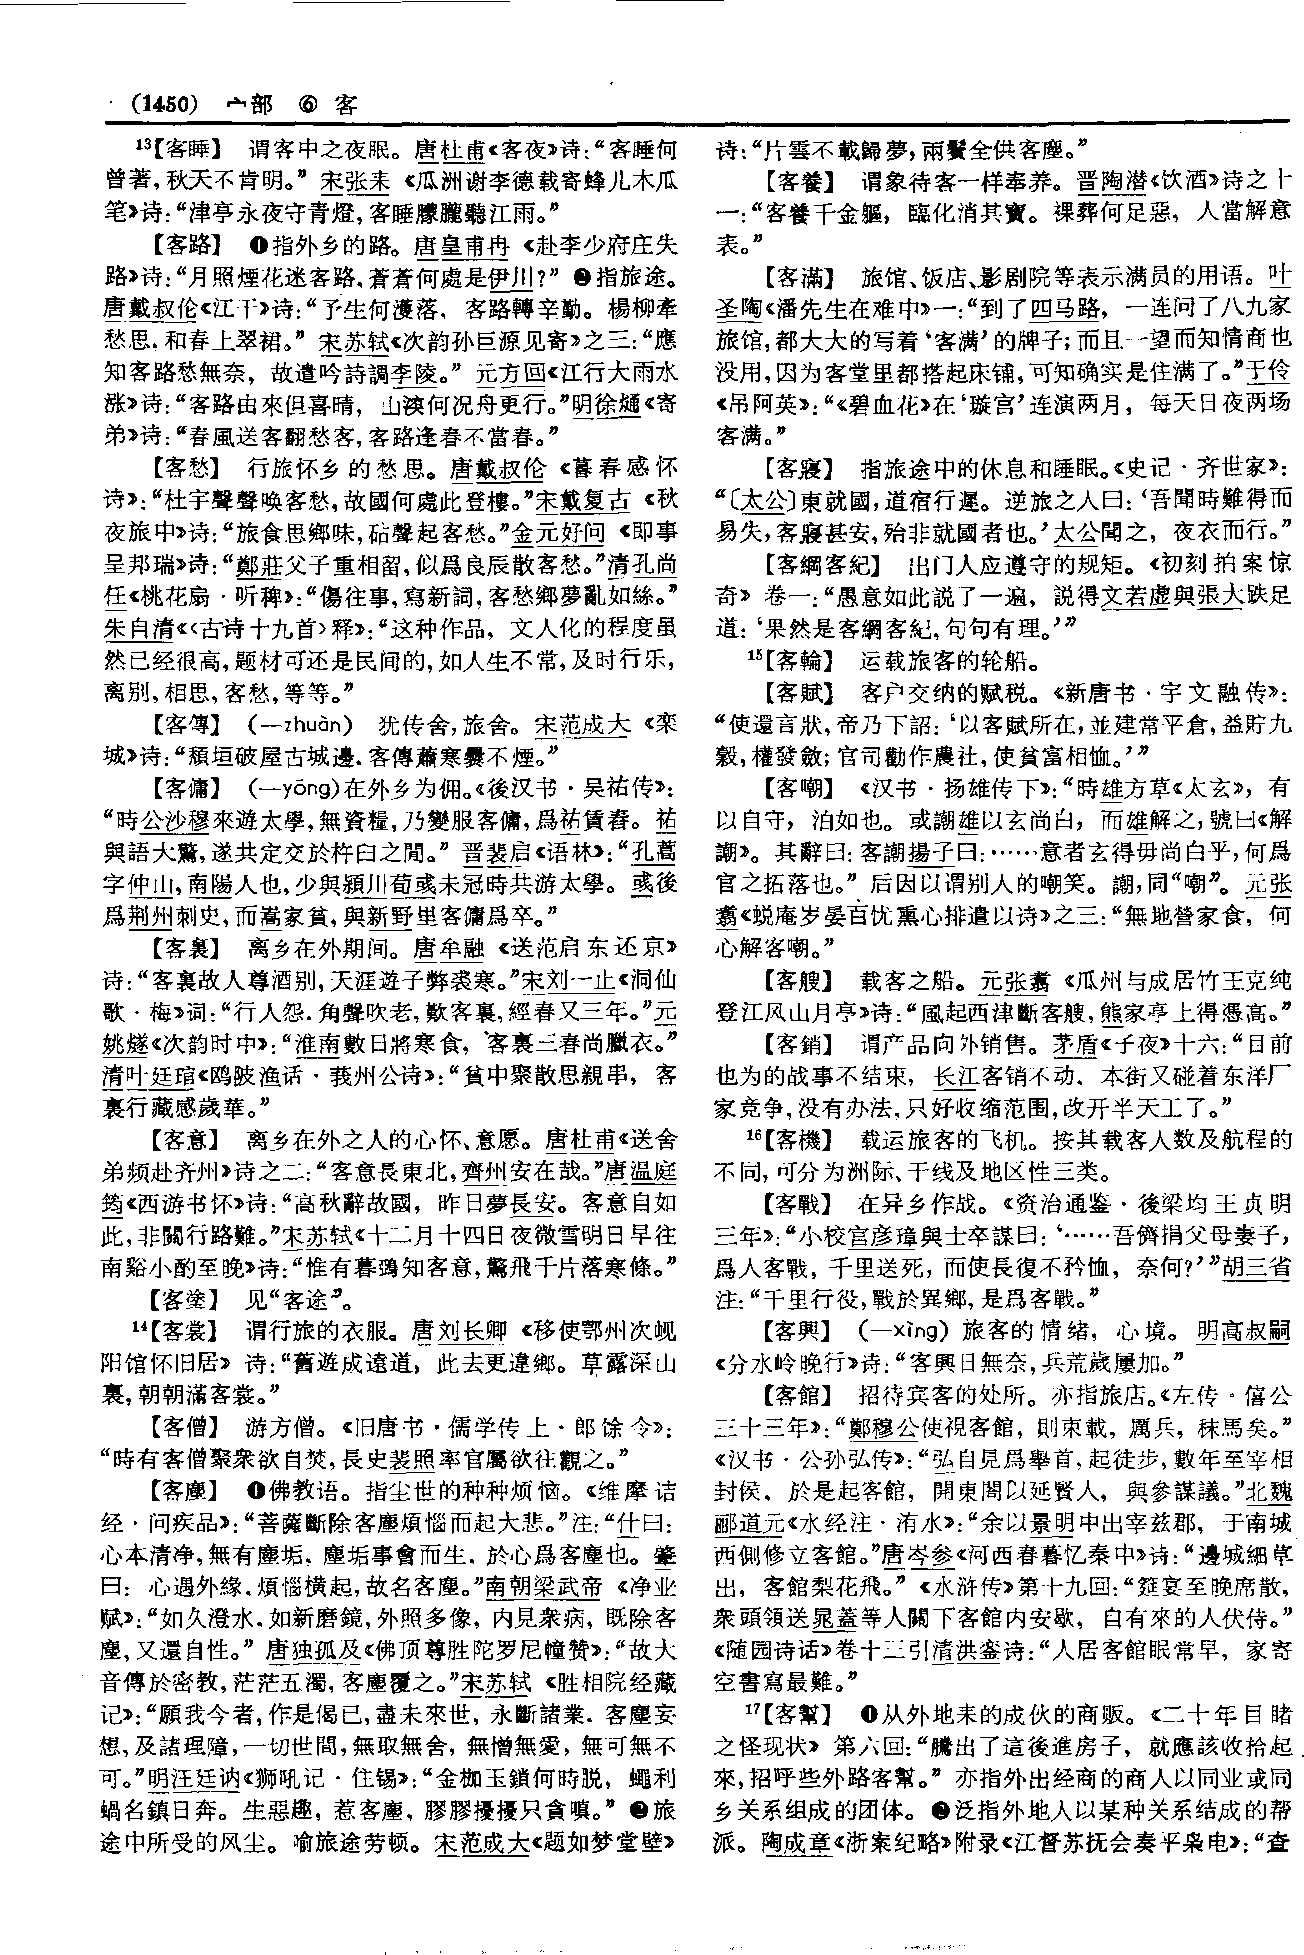 (1450) 宀部 ⑥ 客
¹³【客睡】 谓客中之夜眠。唐杜甫《客夜》诗：“客睡何
曾著，秋天不肯明。” 宋张耒《瓜洲谢李德载寄蜂儿木瓜
笔》诗：“津亭永夜守青燈，客睡朦朧聽江雨。”
【客路】 ❶指外乡的路。唐皇甫冉《赴李少府庄失
路》诗：“月照煙花迷客路，蒼蒼何處是伊川？” ❷指旅途。
唐戴叔伦《江干》诗：“予生何濩落，客路轉辛勤。楊柳牽
愁思，和春上翠裙。” 宋苏轼《次韵孙巨源见寄》之三：“應
知客路愁無奈，故遣吟詩調李陵。” 元方回《江行大雨水
涨》诗：“客路由來但喜晴，山溪何况舟更行。”明徐𤊹《寄
弟》诗：“春風送客翻愁客，客路逢春不當春。”
【客愁】 行旅怀乡的愁思。唐戴叔伦《暮春感怀
诗》：“杜宇聲聲唤客愁，故國何處此登樓。”宋戴复古《秋
夜旅中》诗：“旅食思鄉味，砧聲起客愁。”金元好问《即事
呈邦瑞》诗：“鄭莊父子重相留，似爲良辰散客愁。”清孔尚
任《桃花扇·听稗》：“傷往事，寫新詞，客愁鄉夢亂如絲。”
朱自清《〈古诗十九首〉释》：“这种作品，文人化的程度虽
然已经很高，题材可还是民间的，如人生不常，及时行乐，
离别，相思，客愁，等等。”
【客傳】 （—zhuàn） 犹传舍，旅舍。宋范成大《栾
城》诗：“頹垣破屋古城邊，客傳蕭寒爨不煙。”
【客傭】 （—yōng）在外乡为佣。《後汉书·吴祐传》：
“時公沙穆來遊太學，無資糧，乃變服客傭，爲祐賃舂。祐
與語大驚，遂共定交於杵臼之閒。” 晋裴启《语林》：“孔嵩
字仲山，南陽人也，少與潁川荀彧未冠時共游太學。彧後
爲荆州刺史，而嵩家貧，與新野里客傭爲卒。”
【客裏】 离乡在外期间。唐牟融《送范启东还京》
诗：“客裏故人尊酒别，天涯遊子弊裘寒。”宋刘一止《洞仙
歌·梅》词：“行人怨，角聲吹老，歎客裏，經春又三年。”元
姚燧《次韵时中》：“淮南數日將寒食，客裏三春尚臘衣。”
清叶廷琯《鸥陂渔话·莪州公诗》：“貧中聚散思親串，客
裏行藏感歲華。”
【客意】 离乡在外之人的心怀、意愿。唐杜甫《送舍
弟频赴齐州》诗之二：“客意長東北，齊州安在哉。”唐温庭
筠《西游书怀》诗：“高秋辭故國，昨日夢長安。客意自如
此，非關行路難。”宋苏轼《十二月十四日夜微雪明日早往
南谿小酌至晚》诗：“惟有暮鴉知客意，驚飛千片落寒條。”
【客塗】 见“客途”。
¹⁴【客裳】 谓行旅的衣服。唐刘长卿《移使鄂州次岘
阳馆怀旧居》诗：“舊遊成遠道，此去更違鄉。草露深山
裏，朝朝滿客裳。”
【客僧】 游方僧。《旧唐书·儒学传上·郎馀令》：
“時有客僧聚衆欲自焚，長史裴照率官屬欲往觀之。”
【客塵】 ❶佛教语。指尘世的种种烦恼。《维摩诘
经·问疾品》：“菩薩斷除客塵煩惱而起大悲。”注：“什曰：
心本清净，無有塵垢，塵垢事會而生，於心爲客塵也。肇
曰：心遇外缘，煩惱横起，故名客塵。”南朝梁武帝《净业
赋》：“如久澄水，如新磨鏡，外照多像，内見衆病，既除客
塵，又還自性。” 唐独孤及《佛顶尊胜陀罗尼幢赞》：“故大
音傳於密教，茫茫五濁，客塵覆之。”宋苏轼《胜相院经藏
记》：“願我今者，作是偈已，盡未來世，永斷諸業，客塵妄
想，及諸理障，一切世間，無取無舍，無憎無愛，無可無不
可。”明汪廷讷《狮吼记·住锡》：“金枷玉鎖何時脱，蠅利
蝸名鎮日奔。生惡趣，惹客塵，膠膠擾擾只貪嗔。” ❷旅
途中所受的风尘。喻旅途劳顿。宋范成大《题如梦堂壁》
诗：“片雲不載歸夢，兩鬢全供客塵。”
【客養】 谓象待客一样奉养。晋陶潜《饮酒》诗之十
一：“客養千金軀，臨化消其寶。裸葬何足惡，人當解意
表。”
【客滿】 旅馆、饭店、影剧院等表示满员的用语。叶
圣陶《潘先生在难中》一：“到了四马路，一连问了八九家
旅馆，都大大的写着‘客满’的牌子；而且一望而知情商也
没用，因为客堂里都搭起床铺，可知确实是住满了。”于伶
《吊阿英》：“《碧血花》在‘璇宫’连演两月，每天日夜两场
客满。”
【客寢】 指旅途中的休息和睡眠。《史记·齐世家》：
“〔太公〕東就國，道宿行遲。逆旅之人曰：‘吾聞時難得而
易失，客寢甚安，殆非就國者也。’太公聞之，夜衣而行。”
【客綱客紀】 出门人应遵守的规矩。《初刻拍案惊
奇》卷一：“愚意如此説了一遍，説得文若虚與張大跌足
道：‘果然是客綱客紀，句句有理。’”
¹⁵【客輪】 运载旅客的轮船。
【客賦】 客户交纳的赋税。《新唐书·宇文融传》：
“使還言狀，帝乃下詔：‘以客賦所在，並建常平倉，益貯九
穀，權發斂；官司勸作農社，使貧富相恤。’”
【客嘲】 《汉书·扬雄传下》：“時雄方草《太玄》，有
以自守，泊如也。或謿雄以玄尚白，而雄解之，號曰《解
謿》。其辭曰：客謿揚子曰：……意者玄得毋尚白乎，何爲
官之拓落也。” 后因以谓别人的嘲笑。謿，同“嘲”。元张
翥《蜕庵岁晏百忧熏心排遣以诗》之三：“無地營家食，何
心解客嘲。”
【客艘】 载客之船。元张翥《瓜州与成居竹王克纯
登江风山月亭》诗：“風起西津斷客艘，熊家亭上得憑高。”
【客銷】 谓产品向外销售。茅盾《子夜》十六：“目前
也为的战事不结束，长江客销不动，本街又碰着东洋厂
家竞争，没有办法，只好收缩范围，改开半天工了。”
¹⁶【客機】 载运旅客的飞机。按其载客人数及航程的
不同，可分为洲际、干线及地区性三类。
【客戰】 在异乡作战。《资治通鉴·後梁均王贞明
三年》：“小校宫彦璋與士卒謀曰：‘……吾儕捐父母妻子，
爲人客戰，千里送死，而使長復不矜恤，奈何？’”胡三省
注：“千里行役，戰於異鄉，是爲客戰。”
【客興】 （—xìng）旅客的情绪，心境。明高叔嗣
《分水岭晚行》诗：“客興日無奈，兵荒歲屢加。”
【客館】 招待宾客的处所。亦指旅店。《左传·僖公
三十三年》：“鄭穆公使視客館，則束載，厲兵，秣馬矣。”
《汉书·公孙弘传》：“弘自見爲舉首，起徒步，數年至宰相
封侯，於是起客館，開東閤以延賢人，與參謀議。”北魏
郦道元《水经注·洧水》：“余以景明中出宰兹郡，于南城
西側修立客館。”唐岑参《河西春暮忆秦中》诗：“邊城細草
出，客館梨花飛。” 《水浒传》第十九回：“筵宴至晚席散，
衆頭領送晁蓋等人關下客館内安歇，自有來的人伏侍。”
《随园诗话》卷十三引清洪銮诗：“人居客館眠常早，家寄
空書寫最難。”
¹⁷【客幫】 ❶从外地来的成伙的商贩。《二十年目睹
之怪现状》第六回：“騰出了這後進房子，就應該收拾起
來，招呼些外路客幫。” 亦指外出经商的商人以同业或同
乡关系组成的团体。❷泛指外地人以某种关系结成的帮
派。陶成章《浙案纪略》附录《江督苏抚会奏平枭电》：“查